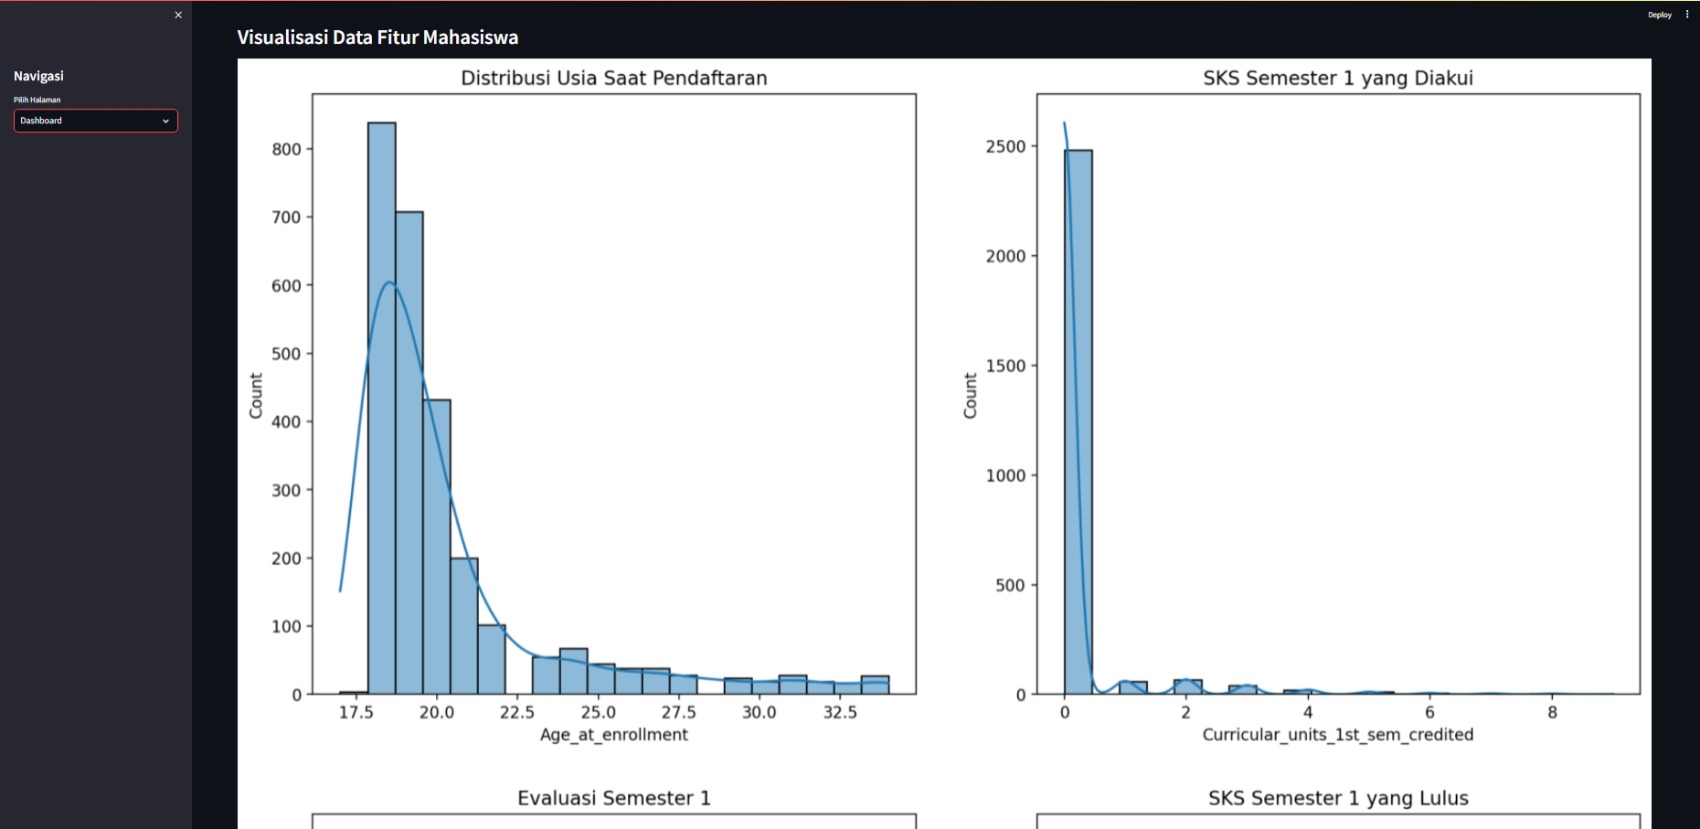 Deploy
Navigasi
Pilih Halaman
Dashboard
Visualisasi Data Fitur Mahasiswa
Distribusi Usia Saat Pendaftaran
800
700
600
500
400
300
200
100
0
Count
17.5 20.0 22.5 25.0 27.5 30.0 32.5
Age_at_enrollment
SKS Semester 1 yang Diakui
2500
2000
1500
1000
500
0
Count
0 2 4 6 8
Curricular_units_1st_sem_credited
Evaluasi Semester 1
SKS Semester 1 yang Lulus